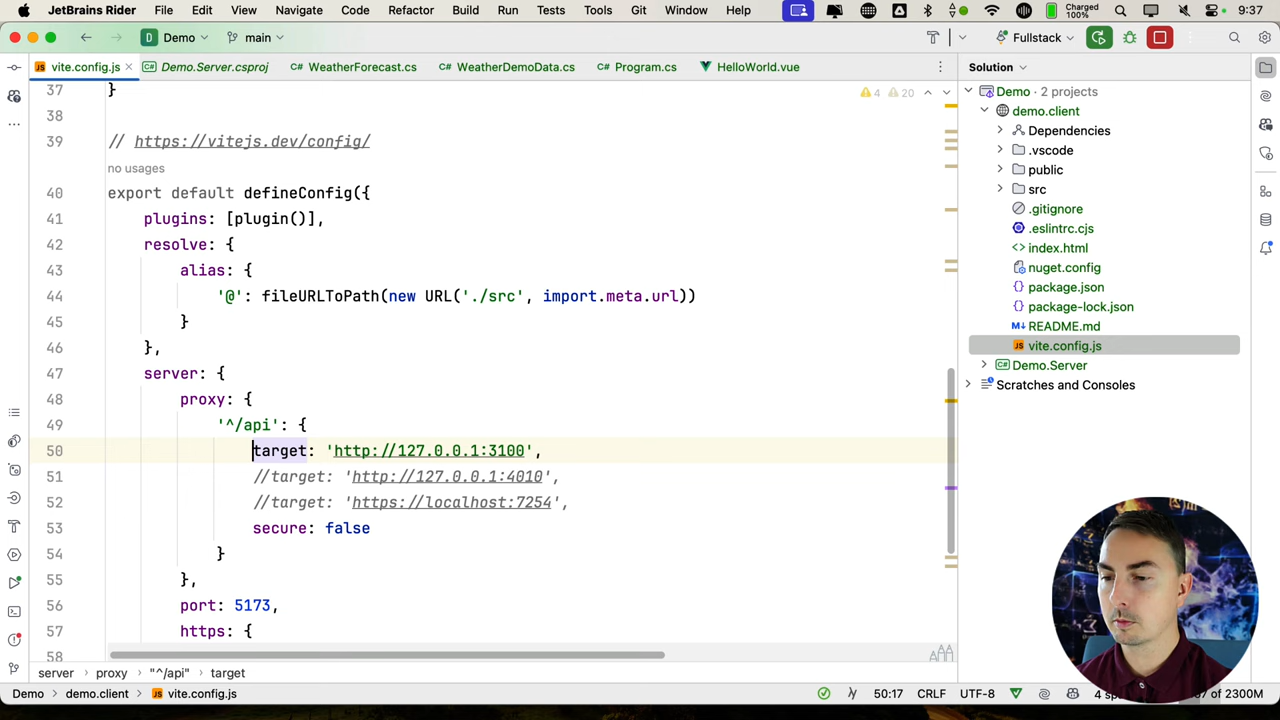 JetBrains Rider File Edit View Navigate Code Refactor Build Run Tests Tools Git Window Help Charged 100% 9:37
D Demo main Fullstack
vite.config.js Demo.Server.csproj C# WeatherForecast.cs C# WeatherDemoData.cs C# Program.cs HelloWorld.vue Solution
37 }
4 20
38
39 // https://vitejs.dev/config/
no usages
40 export default defineConfig({
41 plugins: [plugin()],
42 resolve: {
43 alias: {
44 '@': fileURLToPath(new URL('./src', import.meta.url))
45 }
46 },
47 server: {
48 proxy: {
49 '^/api': {
50 target: 'http://127.0.0.1:3100',
51 //target: 'http://127.0.0.1:4010',
52 //target: 'https://localhost:7254',
53 secure: false
54 }
55 },
56 port: 5173,
57 https: {
58
Demo · 2 projects
demo.client
Dependencies
.vscode
public
src
.gitignore
.eslintrc.cjs
<> index.html
nuget.config
{} package.json
{} package-lock.json
M↓ README.md
JS vite.config.js
C# Demo.Server
Scratches and Consoles
server > proxy > "^/api" > target
Demo > demo.client > vite.config.js 50:17 CRLF UTF-8 of 2300M